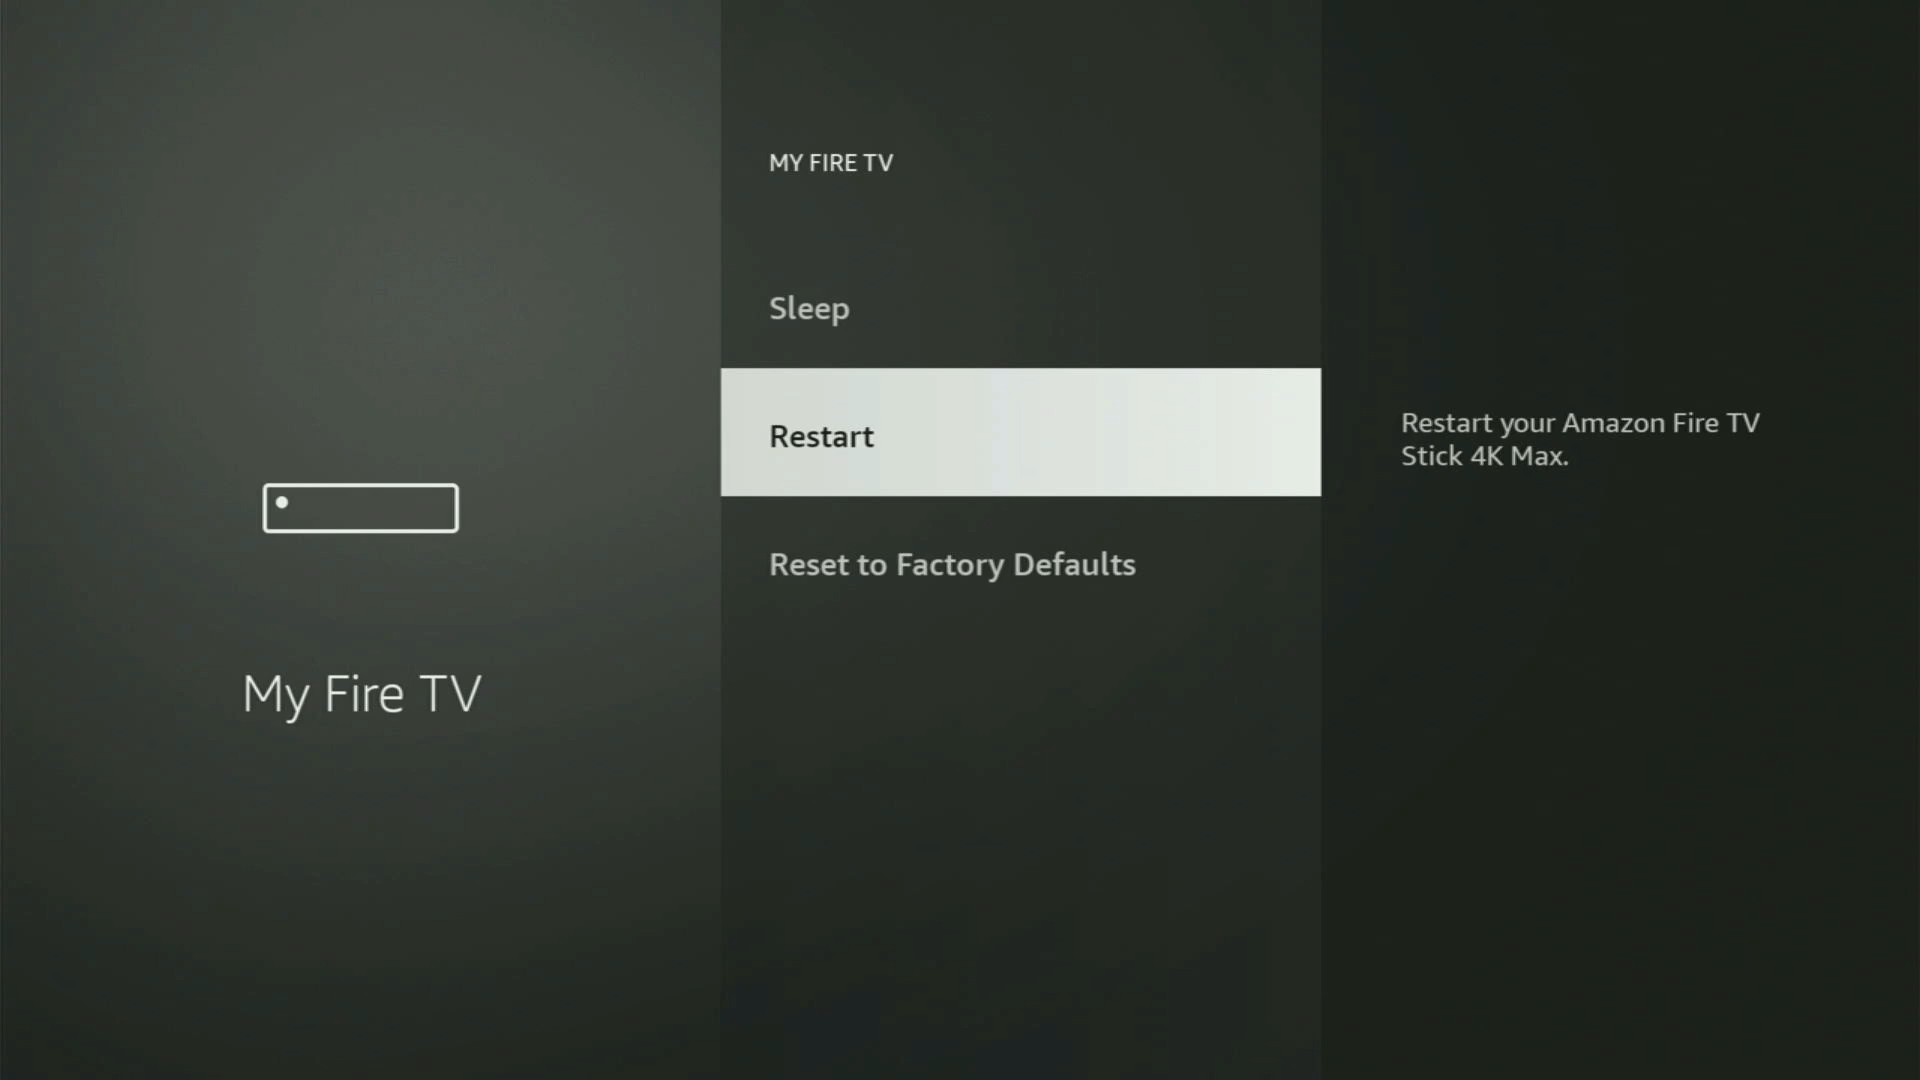 MY FIRE TV
Sleep
Restart
Reset to Factory Defaults
Restart your Amazon Fire TV
Stick 4K Max.
My Fire TV